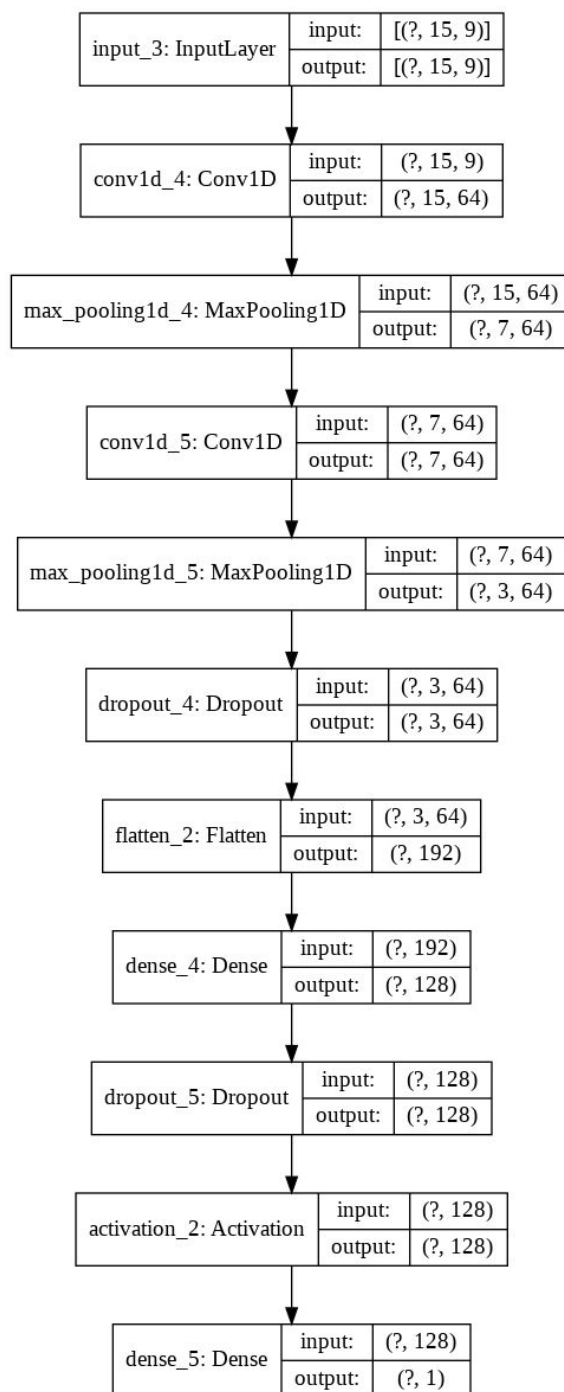 input_3: InputLayer
input: [(?, 15, 9)]
output: [(?, 15, 9)]
conv1d_4: Conv1D
input: (?, 15, 9)
output: (?, 15, 64)
max_pooling1d_4: MaxPooling1D
input: (?, 15, 64)
output: (?, 7, 64)
conv1d_5: Conv1D
input: (?, 7, 64)
output: (?, 7, 64)
max_pooling1d_5: MaxPooling1D
input: (?, 7, 64)
output: (?, 3, 64)
dropout_4: Dropout
input: (?, 3, 64)
output: (?, 3, 64)
flatten_2: Flatten
input: (?, 3, 64)
output: (?, 192)
dense_4: Dense
input: (?, 192)
output: (?, 128)
dropout_5: Dropout
input: (?, 128)
output: (?, 128)
activation_2: Activation
input: (?, 128)
output: (?, 128)
dense_5: Dense
input: (?, 128)
output: (?, 1)